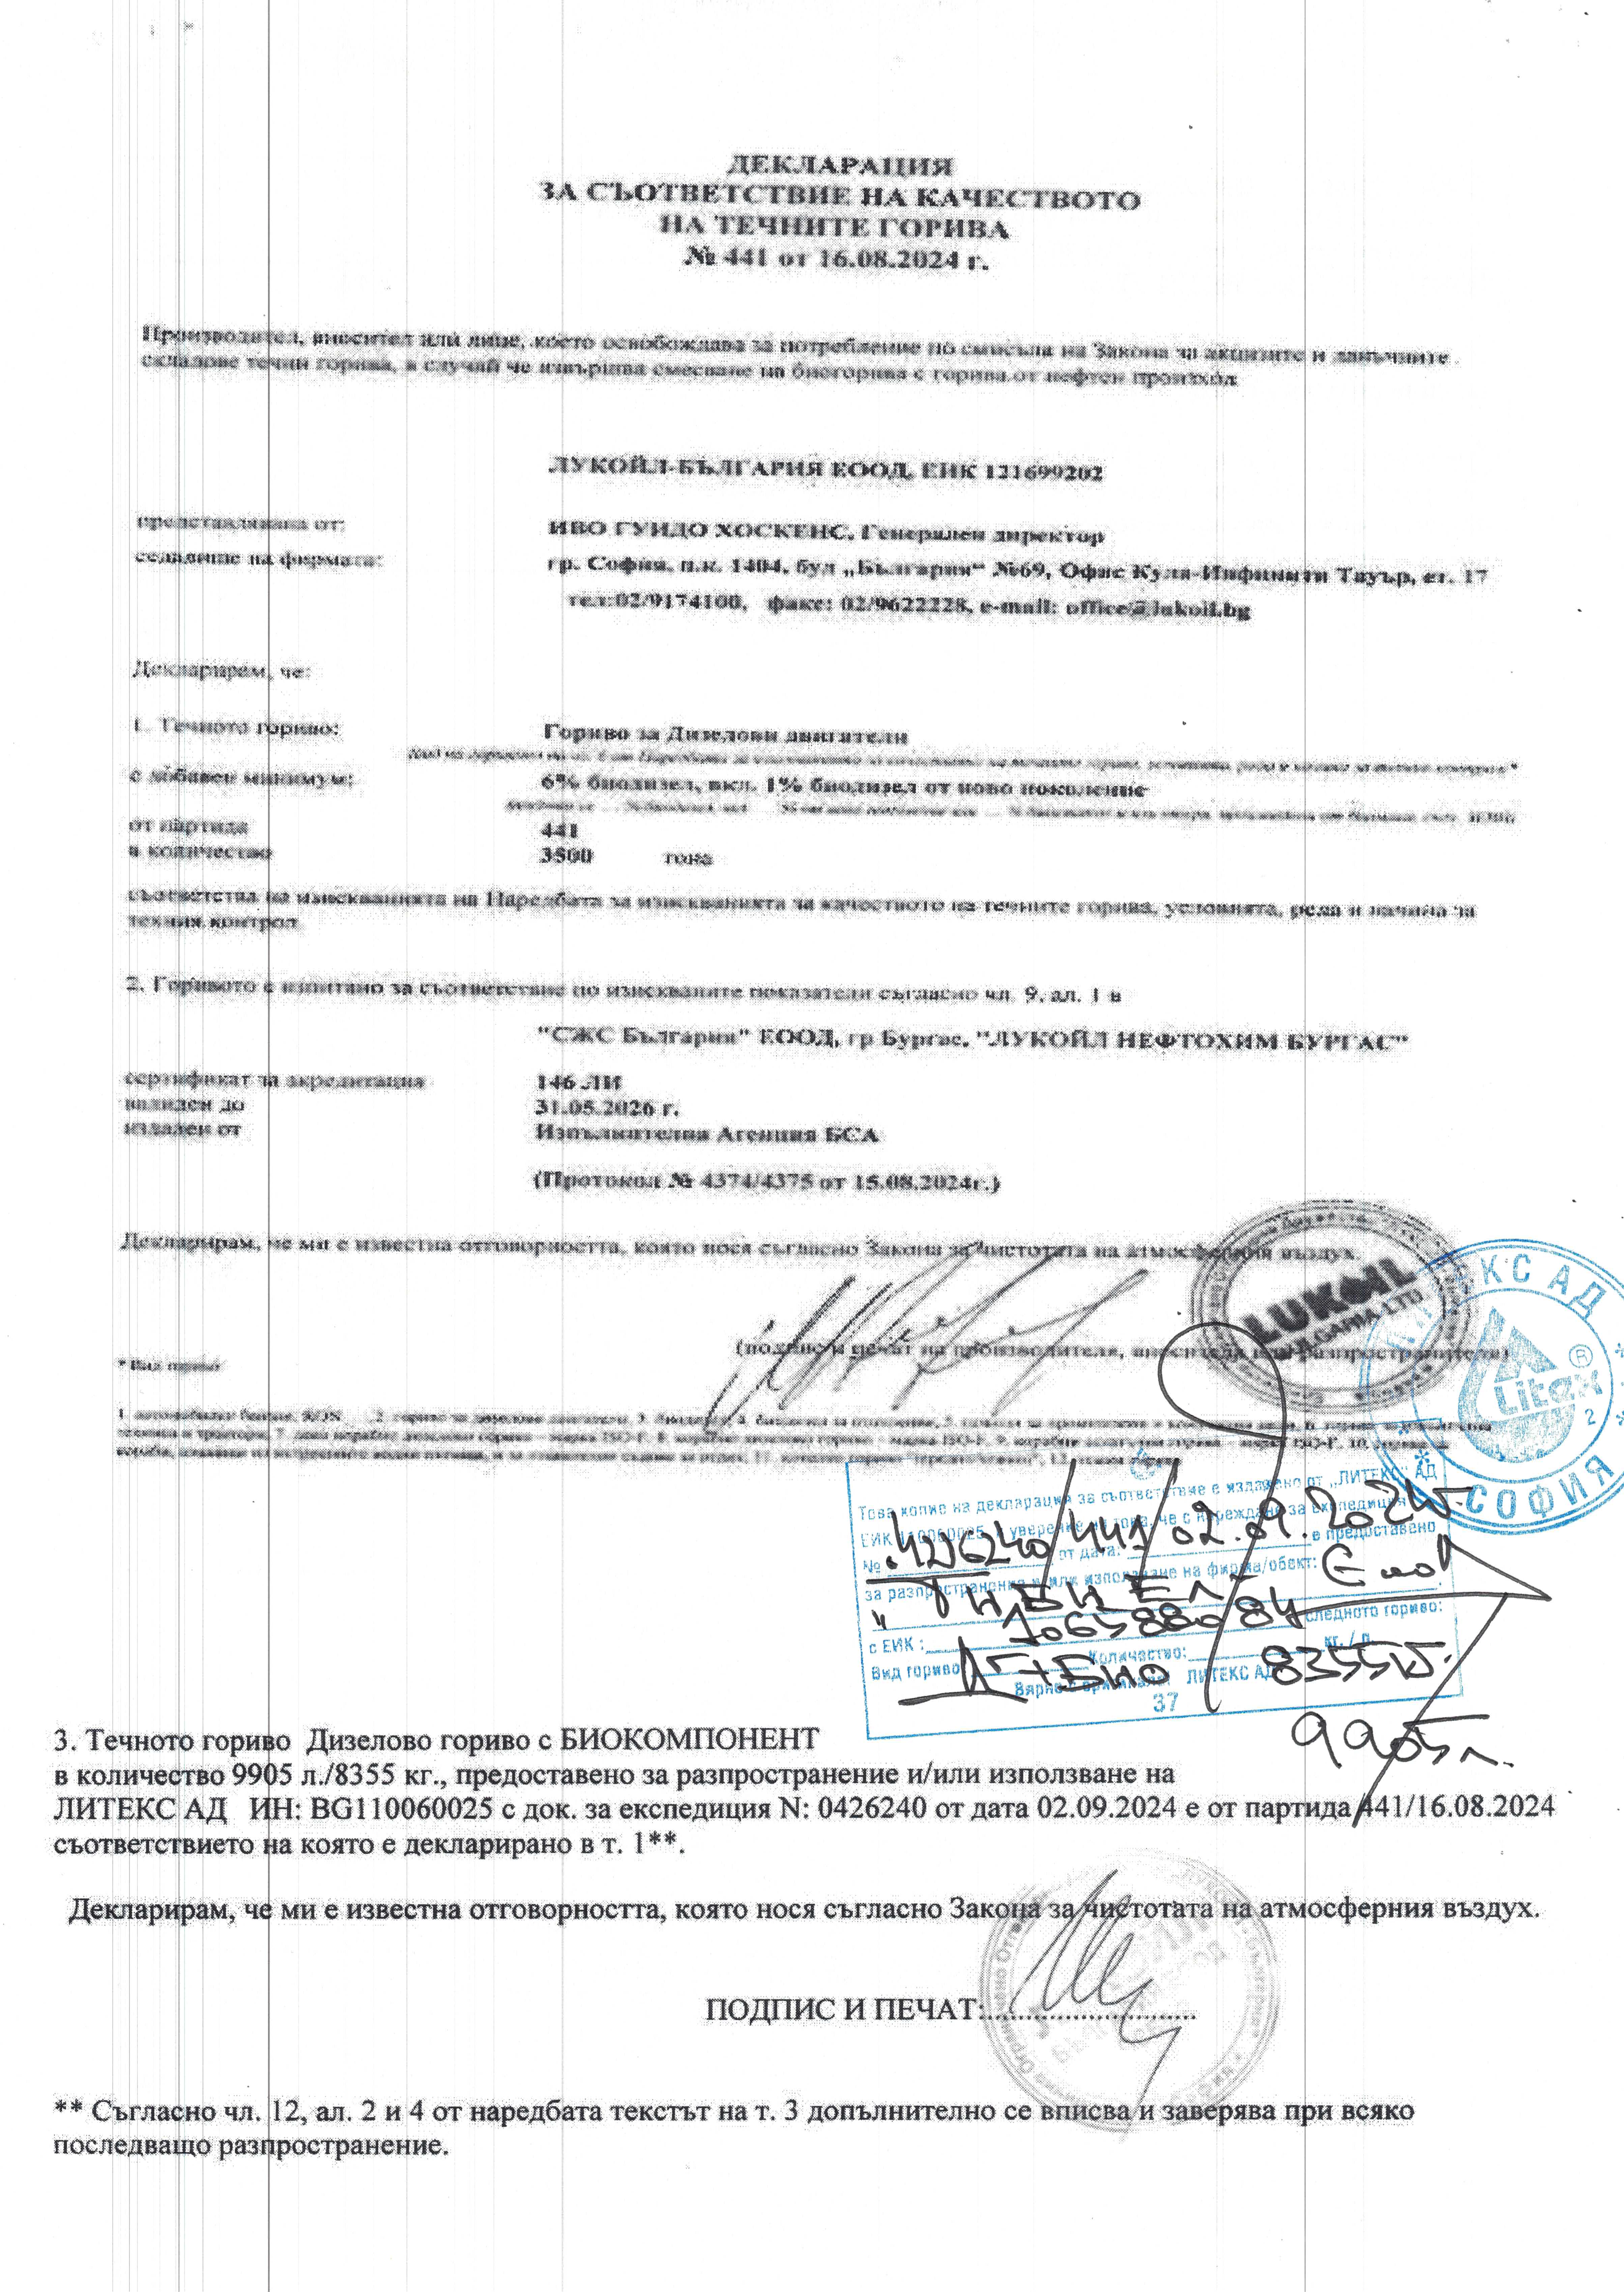 ДЕКЛАРАЦИЯ
ЗА СЪОТВЕТСТВИЕ НА КАЧЕСТВОТО
НА ТЕЧНИТЕ ГОРИВА
№ 441 от 16.08.2024 г.
Производител, вносител или лице, което освобождава за потребление по смисъла на Закона за акцизите и данъчните
складове течни горива, в случай че извършва смесване на биогорива с горива от нефтен произход
ЛУКОЙЛ-БЪЛГАРИЯ ЕООД, ЕИК 121699202
представлявана от: ИВО ГУИДО ХОСКЕНС, Генерален директор
седалище на фирмата: гр. София, п.к. 1404, бул „България“ №69, Офис Кула-Инфинити Тауър, ет. 17
тел:02/9174100, факс: 02/9622228, e-mail: office@lukoil.bg
Декларирам, че:
1. Течното гориво: Гориво за Дизелови двигатели
с добавен минимум: 6% биодизел, вкл. 1% биодизел от ново поколение
от партида 441
в количество 3500 тона
съответства на изискванията на Наредбата за изискванията за качеството на течните горива, условията, реда и начина за
техния контрол
2. Горивото е изпитано за съответствие по изискваните показатели съгласно чл. 9, ал. 1 в
"СЖС България" ЕООД, гр Бургас, "ЛУКОЙЛ НЕФТОХИМ БУРГАС"
сертификат за акредитация 146 ЛИ
валиден до 31.05.2026 г.
издаден от Изпълнителна Агенция БСА
(Протокол № 4374/4375 от 15.08.2024г.)
Декларирам, че ми е известна отговорността, която нося съгласно Закона за чистотата на атмосферния въздух.
LUKOIL
BULGARIA LTD
ЛИТЕКС АД
Litex ®
2
СОФИЯ
(подпис и печат на производителя, вносителя или разпространителя)
* Вид гориво
Това копие на декларация за съответствие е издадено от „ЛИТЕКС“ АД
ЕИК 110060025 и уверение на това, че с нареждане за експедиция
№ 426240/441 от дата: 02.09.2024 е предоставено
за разпространение и/или използване на фирма/обект:
с ЕИК : следното гориво:
Вид гориво Количество: 8355 кг. / л.
Вярно с оригинала: ЛИТЕКС АД
37
9905 л.
3. Течното гориво Дизелово гориво с БИОКОМПОНЕНТ
в количество 9905 л./8355 кг., предоставено за разпространение и/или използване на
ЛИТЕКС АД ИН: BG110060025 с док. за експедиция N: 0426240 от дата 02.09.2024 е от партида 441/16.08.2024
съответствието на която е декларирано в т. 1**.
Декларирам, че ми е известна отговорността, която нося съгласно Закона за чистотата на атмосферния въздух.
ПОДПИС И ПЕЧАТ:..............................
** Съгласно чл. 12, ал. 2 и 4 от наредбата текстът на т. 3 допълнително се вписва и заверява при всяко
последващо разпространение.